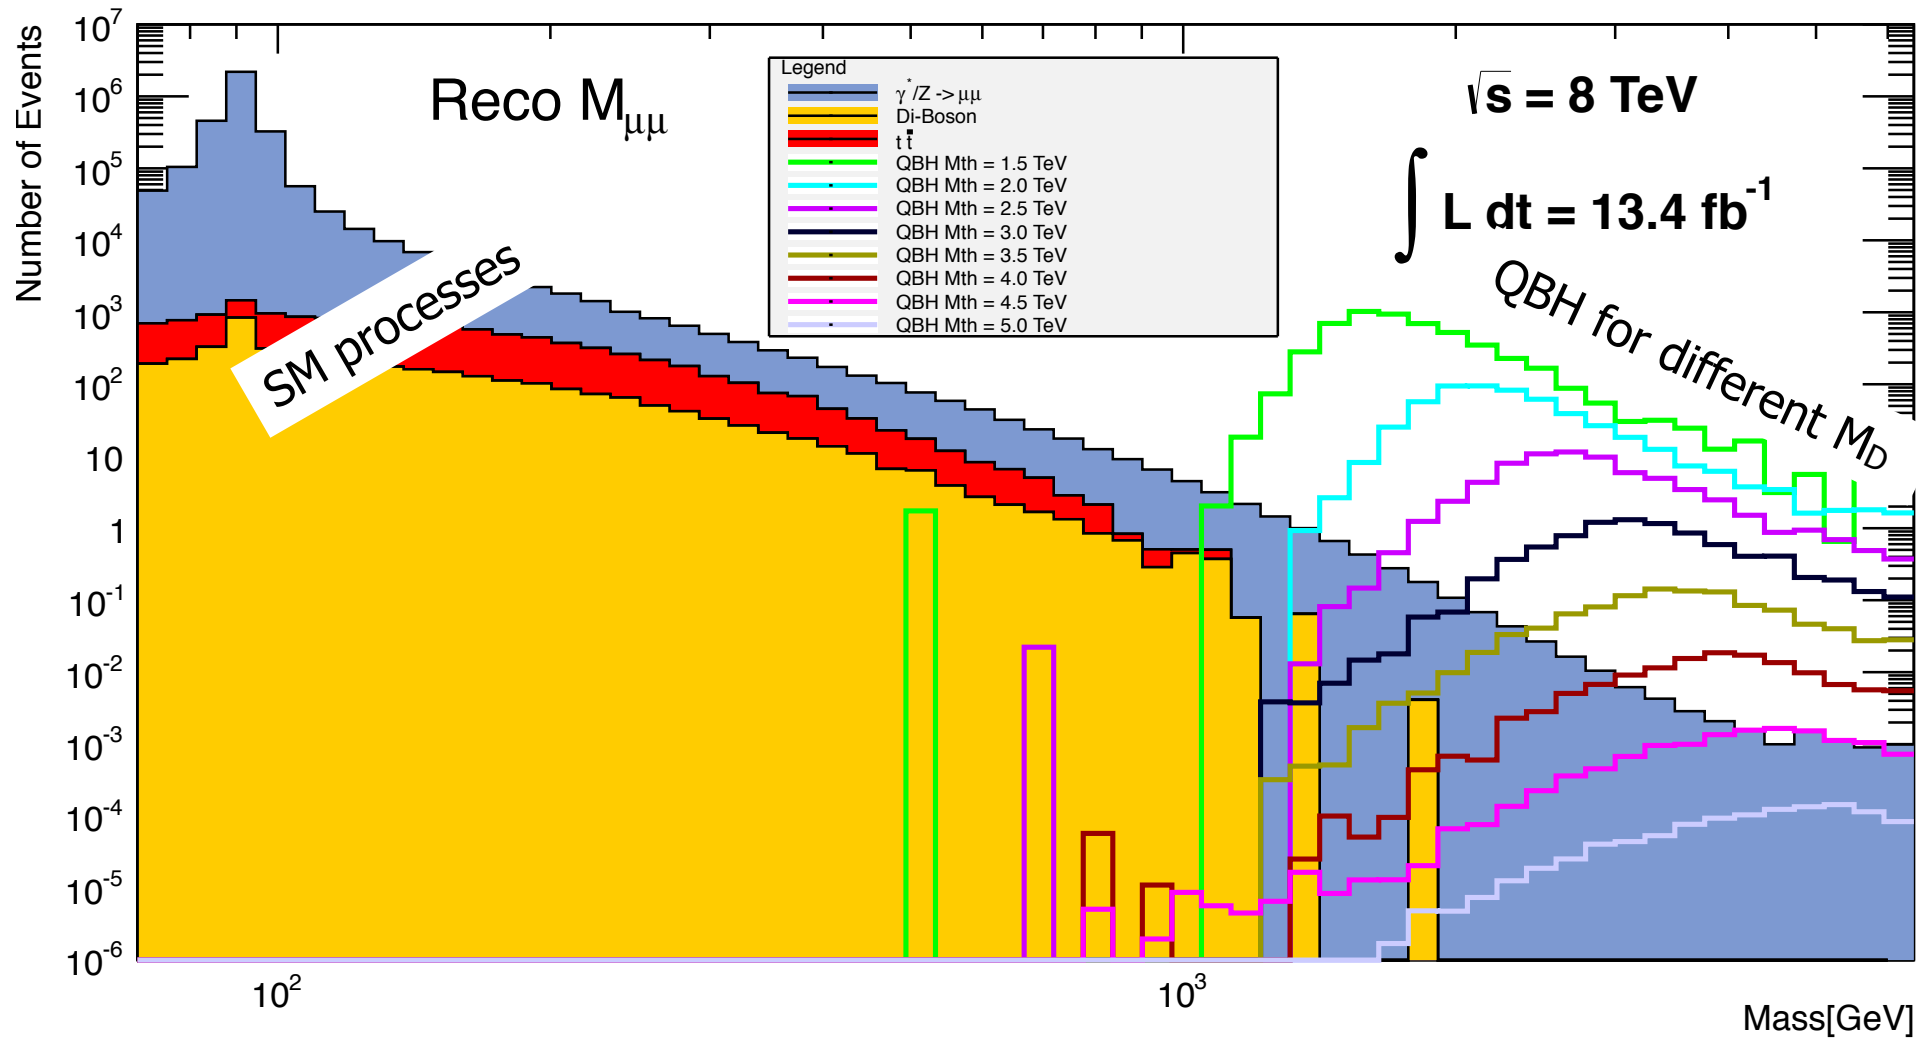 Number of Events
10^7
10^6
10^5
10^4
10^3
10^2
10
1
10^-1
10^-2
10^-3
10^-4
10^-5
10^-6
Reco M_μμ
SM processes
Legend
γ*/Z -> μμ
Di-Boson
t t̄
QBH Mth = 1.5 TeV
QBH Mth = 2.0 TeV
QBH Mth = 2.5 TeV
QBH Mth = 3.0 TeV
QBH Mth = 3.5 TeV
QBH Mth = 4.0 TeV
QBH Mth = 4.5 TeV
QBH Mth = 5.0 TeV
√s = 8 TeV
∫ L dt = 13.4 fb^-1
QBH for different M_D
10^2
10^3
Mass[GeV]